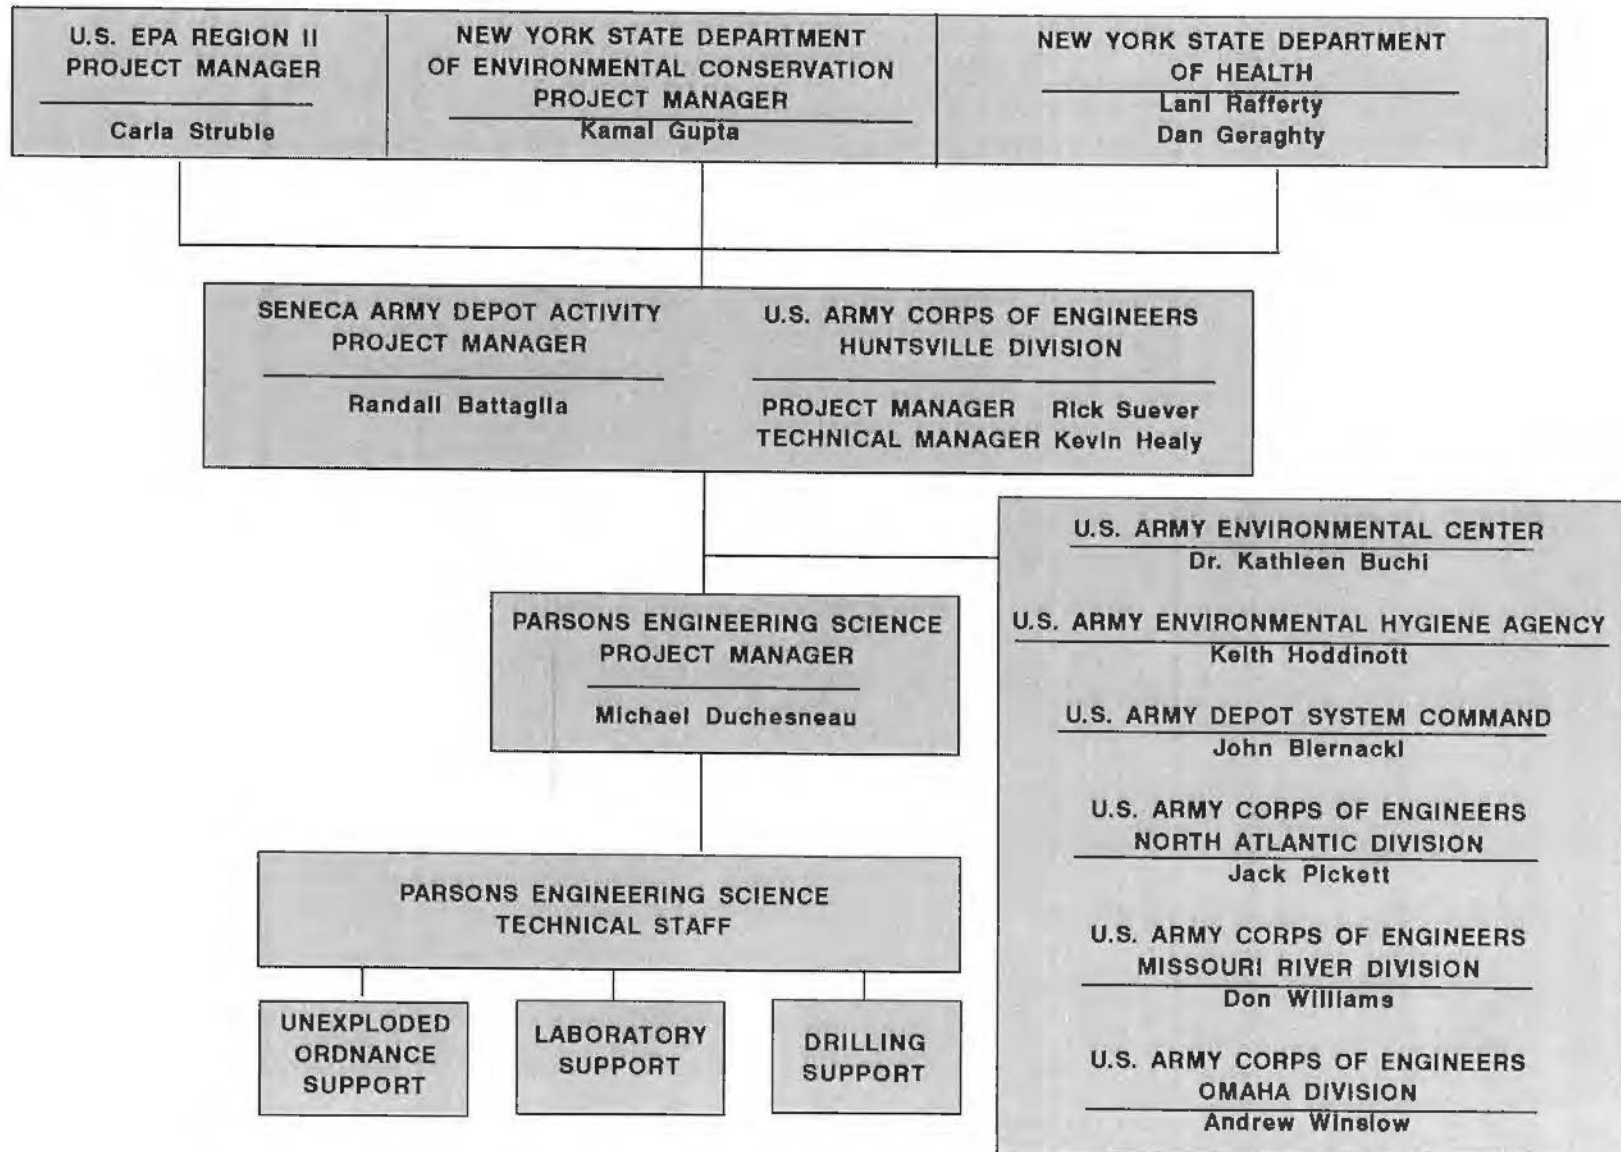 U.S. EPA REGION II
PROJECT MANAGER
Carla Struble
NEW YORK STATE DEPARTMENT
OF ENVIRONMENTAL CONSERVATION
PROJECT MANAGER
Kamal Gupta
NEW YORK STATE DEPARTMENT
OF HEALTH
Lani Rafferty
Dan Geraghty
SENECA ARMY DEPOT ACTIVITY
PROJECT MANAGER
Randall Battaglia
U.S. ARMY CORPS OF ENGINEERS
HUNTSVILLE DIVISION
PROJECT MANAGER Rick Suever
TECHNICAL MANAGER Kevin Healy
PARSONS ENGINEERING SCIENCE
PROJECT MANAGER
Michael Duchesneau
U.S. ARMY ENVIRONMENTAL CENTER
Dr. Kathleen Buchi
U.S. ARMY ENVIRONMENTAL HYGIENE AGENCY
Keith Hoddinott
U.S. ARMY DEPOT SYSTEM COMMAND
John Biernacki
U.S. ARMY CORPS OF ENGINEERS
NORTH ATLANTIC DIVISION
Jack Pickett
U.S. ARMY CORPS OF ENGINEERS
MISSOURI RIVER DIVISION
Don Williams
U.S. ARMY CORPS OF ENGINEERS
OMAHA DIVISION
Andrew Winslow
PARSONS ENGINEERING SCIENCE
TECHNICAL STAFF
UNEXPLODED
ORDNANCE
SUPPORT
LABORATORY
SUPPORT
DRILLING
SUPPORT